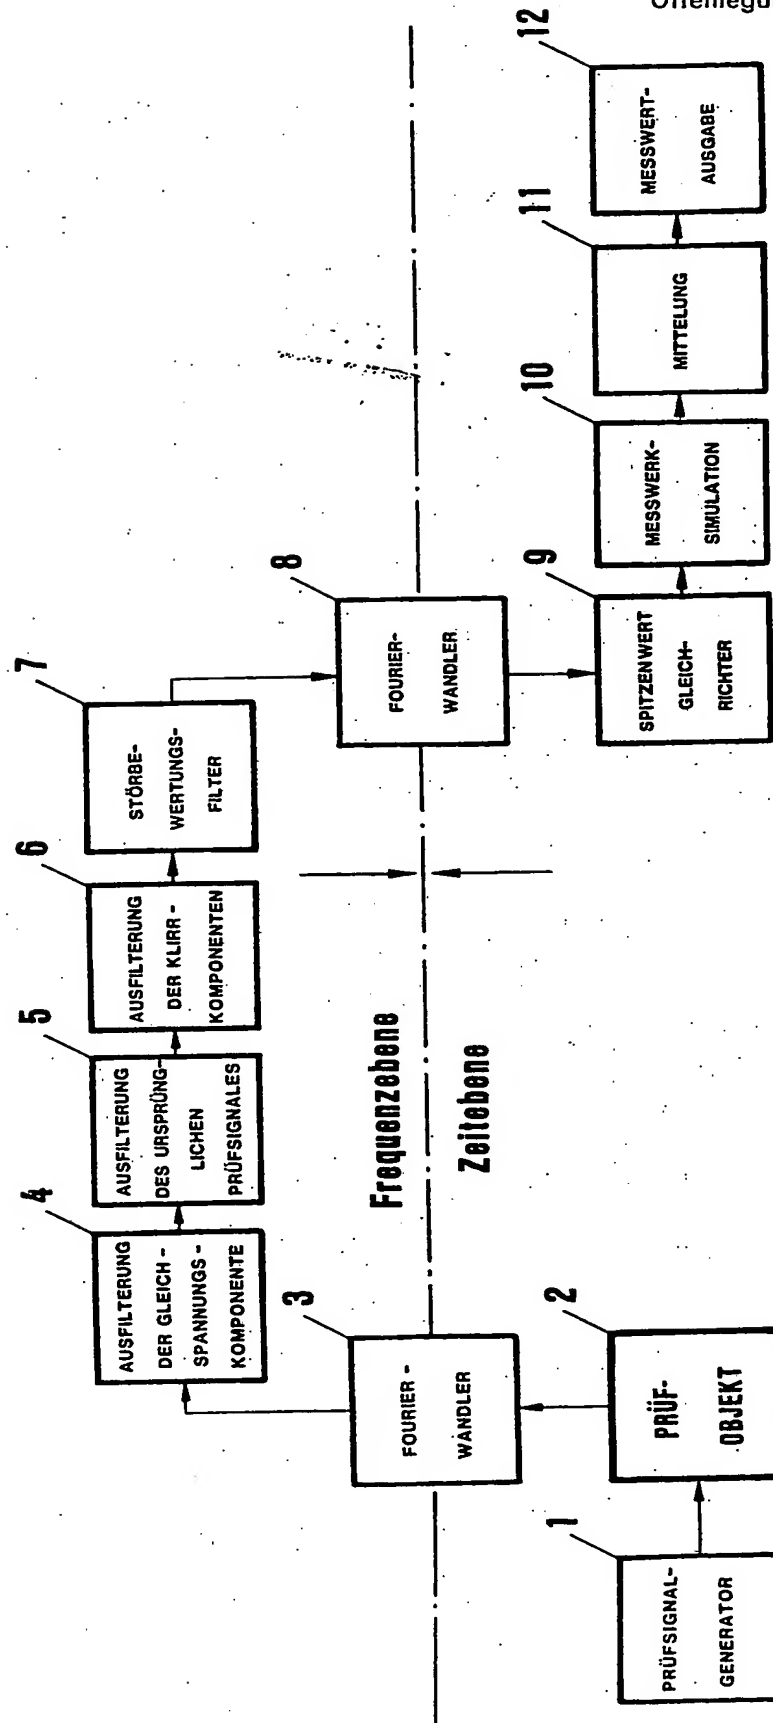 1
PRÜFSIGNAL-
GENERATOR
2
PRÜF-
OBJEKT
3
FOURIER-
WANDLER
4
AUSFILTERUNG
DER GLEICH-
SPANNUNGS-
KOMPONENTE
5
AUSFILTERUNG
DES URSPRÜNG-
LICHEN
PRÜFSIGNALES
6
AUSFILTERUNG
DER KLIRR-
KOMPONENTEN
7
STÖRBE-
WERTUNGS-
FILTER
Frequenzebene
Zeitebene
8
FOURIER-
WANDLER
9
SPITZENWERT
GLEICH-
RICHTER
10
MESSWERK-
SIMULATION
11
MITTELUNG
12
MESSWERT-
AUSGABE